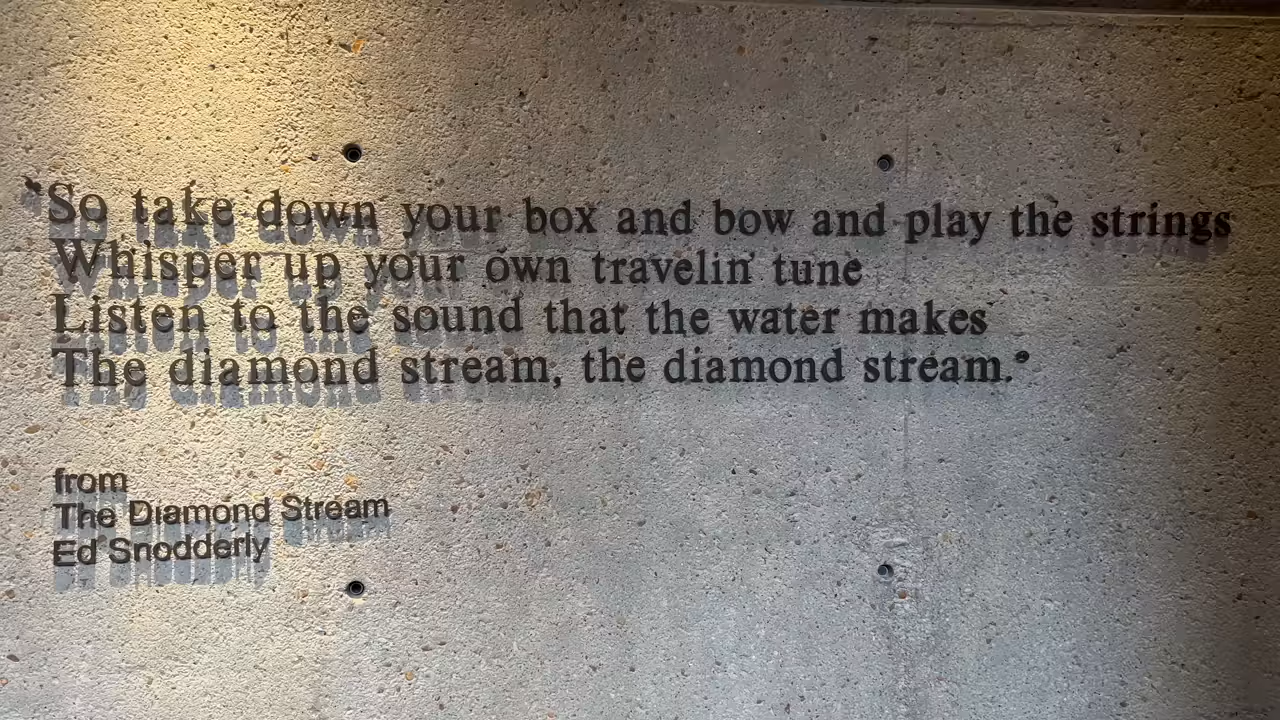 "So take down your box and bow and play the strings
Whisper up your own travelin' tune
Listen to the sound that the water makes
The diamond stream, the diamond stream."
from
The Diamond Stream
Ed Snodderly